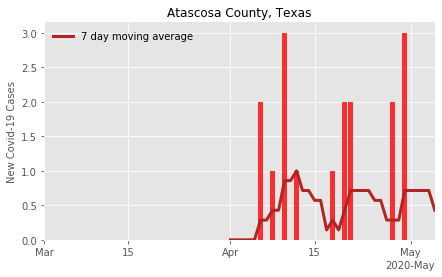 Atascosa County, Texas
7 day moving average
New Covid-19 Cases
3.0
2.5
2.0
1.5
1.0
0.5
0.0
Mar 15 Apr 15 May
2020-May